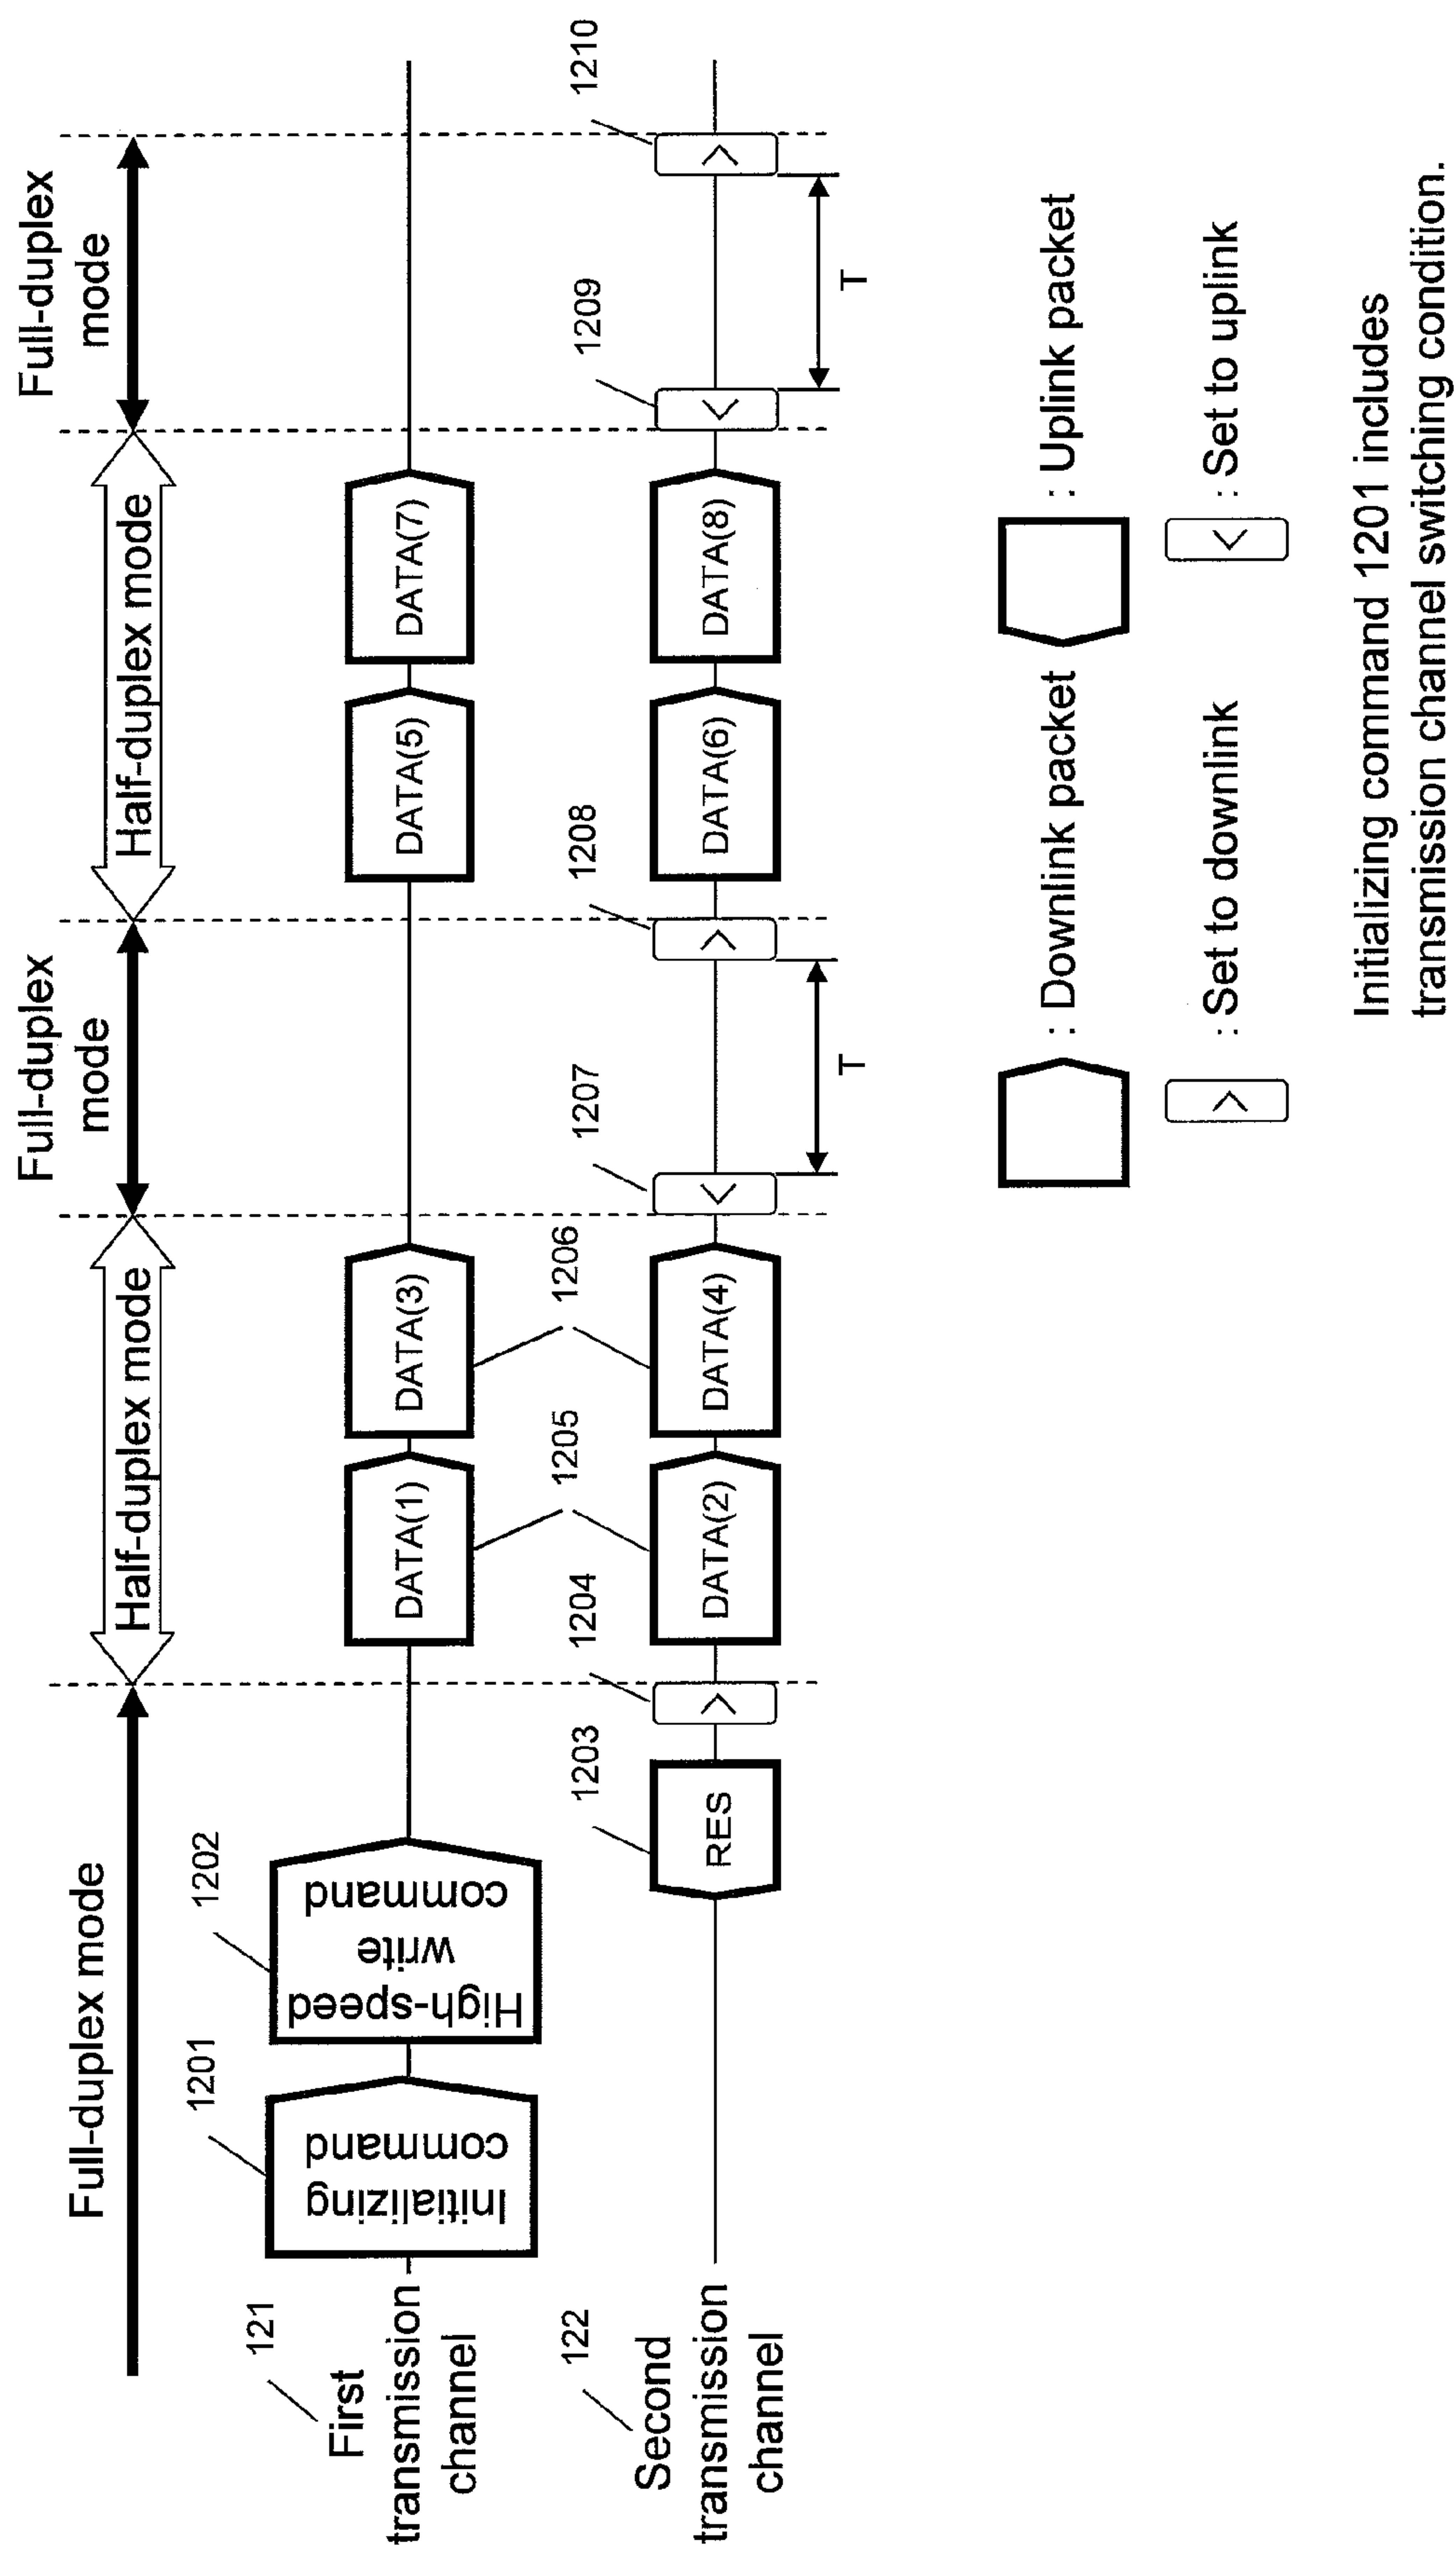 Full-duplex mode
Half-duplex mode
Full-duplex
mode
Half-duplex mode
Full-duplex
mode
121
First
transmission
channel
1201
Initializing
command
1202
High-speed
write
command
DATA(1)
DATA(3)
DATA(5)
DATA(7)
122
Second
transmission
channel
1203
RES
1204
1205
DATA(2)
1206
DATA(4)
1207
T
1208
DATA(6)
DATA(8)
1209
T
1210
: Downlink packet
: Uplink packet
: Set to downlink
: Set to uplink
Initializing command 1201 includes
transmission channel switching condition.